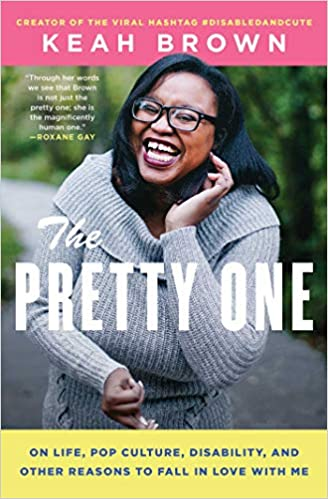 CREATOR OF THE VIRAL HASHTAG #DISABLEDANDCUTE
KEAH BROWN
"Through her words
we see that Brown
is not just the
pretty one: she is
the magnificently
human one."
—ROXANE GAY
The
PRETTY ONE
ON LIFE, POP CULTURE, DISABILITY, AND
OTHER REASONS TO FALL IN LOVE WITH ME